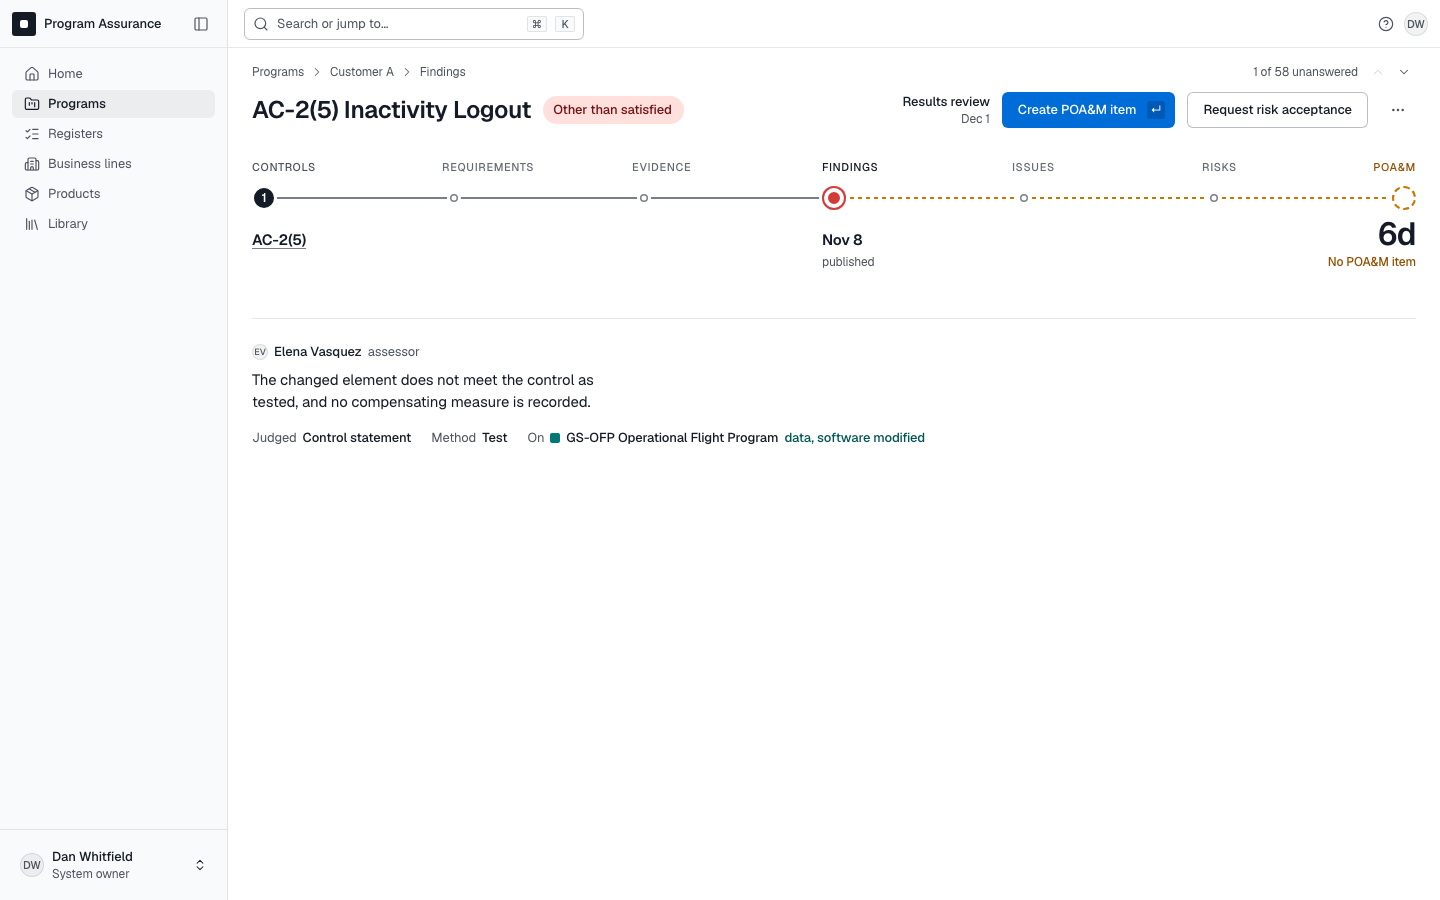 Program Assurance
Search or jump to...
⌘ K
DW
Home
Programs
Registers
Business lines
Products
Library
Programs > Customer A > Findings
1 of 58 unanswered
AC-2(5) Inactivity Logout
Other than satisfied
Results review
Dec 1
Create POA&M item
Request risk acceptance
CONTROLS
REQUIREMENTS
EVIDENCE
FINDINGS
ISSUES
RISKS
POA&M
1
AC-2(5)
Nov 8
published
6d
No POA&M item
EV Elena Vasquez assessor
The changed element does not meet the control as
tested, and no compensating measure is recorded.
Judged Control statement Method Test On GS-OFP Operational Flight Program data, software modified
DW
Dan Whitfield
System owner